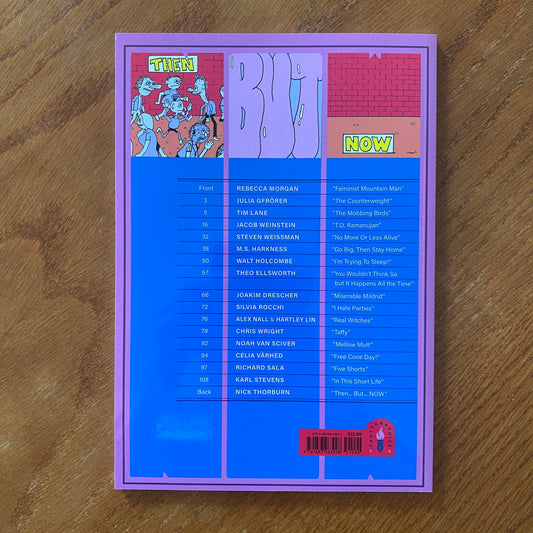 THEN
BUT
NOW
Front REBECCA MORGAN "Feminist Mountain Man"
3 JULIA GFRÖRER "The Counterweight"
5 TIM LANE "The Mobbing Birds"
16 JACOB WEINSTEIN "T.D. Ramanujan"
32 STEVEN WEISSMAN "No More Or Less Alive"
38 M.S. HARKNESS "Go Big, Then Stay Home"
50 WALT HOLCOMBE "I'm Trying To Sleep!"
57 THEO ELLSWORTH "You Wouldn't Think So
but It Happens All the Time"
66 JOAKIM DRESCHER "Miserable Mildrid"
72 SILVIA ROCCHI "I Hate Parties"
76 ALEX NALL & HARTLEY LIN "Real Witches"
78 CHRIS WRIGHT "Taffy"
92 NOAH VAN SCIVER "Mellow Mutt"
94 CELIA VÅRHED "Free Cone Day!"
97 RICHARD SALA "Five Shorts"
108 KARL STEVENS "In This Short Life"
Back NICK THORBURN "Then... But... NOW"